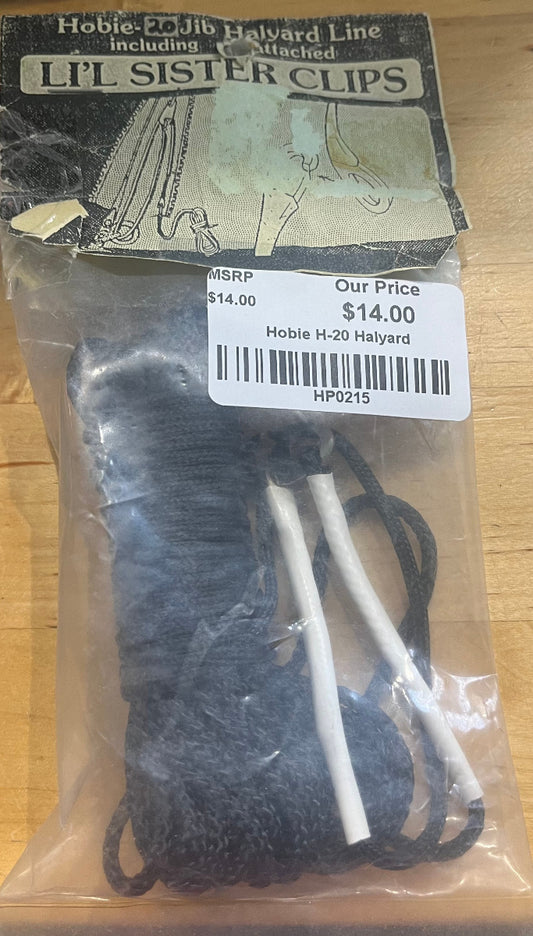 Hobie-20 Jib Halyard Line
including attached
LI'L SISTER CLIPS
MSRP
$14.00
Our Price
$14.00
Hobie H-20 Halyard
HP0215